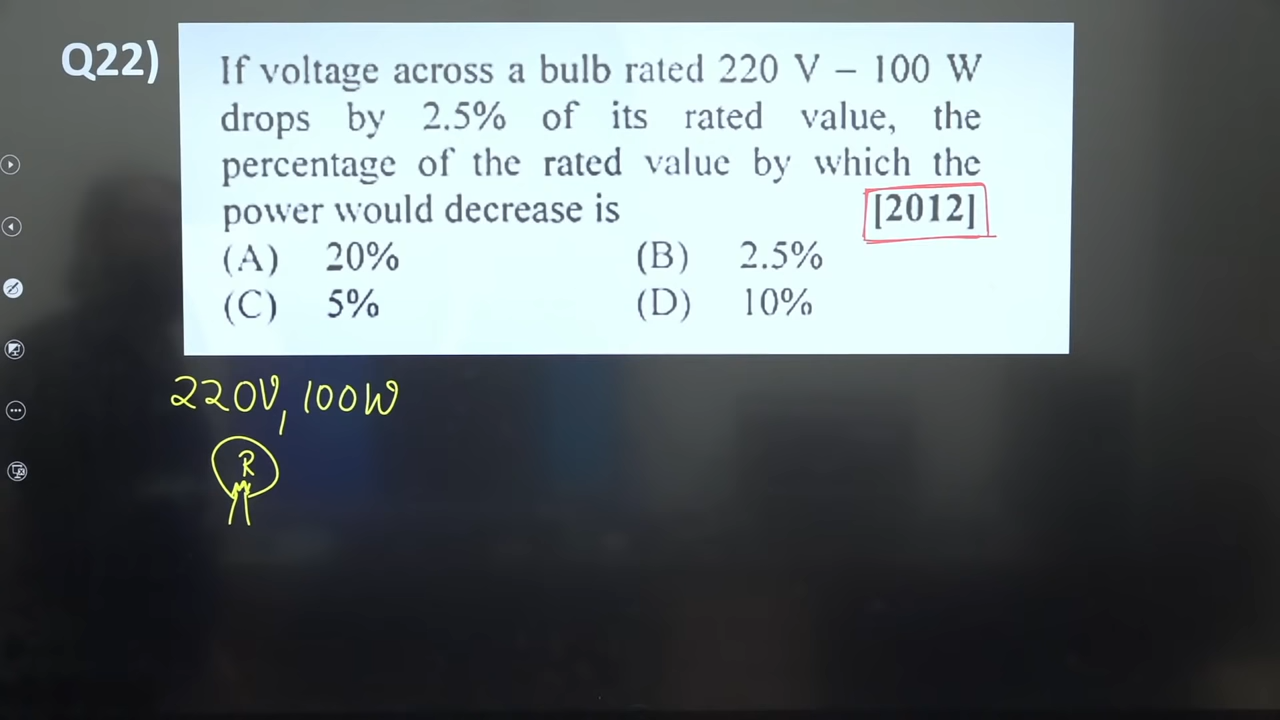 Q22)
If voltage across a bulb rated 220 V – 100 W
drops by 2.5% of its rated value, the
percentage of the rated value by which the
power would decrease is [2012]
(A) 20% (B) 2.5%
(C) 5% (D) 10%
220V, 100W
R